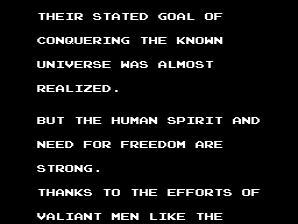 THEIR STATED GOAL OF
CONQUERING THE KNOWN
UNIVERSE WAS ALMOST
REALIZED.
BUT THE HUMAN SPIRIT AND
NEED FOR FREEDOM ARE
STRONG.
THANKS TO THE EFFORTS OF
VALIANT MEN LIKE THE